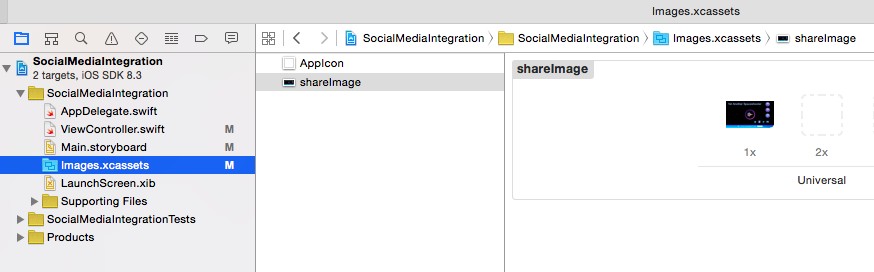 Images.xcassets
SocialMediaIntegration SocialMediaIntegration Images.xcassets shareImage
SocialMediaIntegration
2 targets, iOS SDK 8.3
SocialMediaIntegration
AppDelegate.swift
ViewController.swift M
Main.storyboard M
Images.xcassets M
LaunchScreen.xib
Supporting Files
SocialMediaIntegrationTests
Products
AppIcon
shareImage
shareImage
1x 2x
Universal